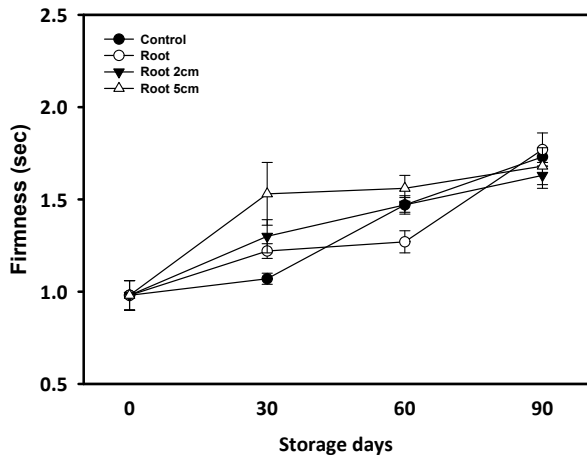 2.5
Control
Root
Root 2cm
Root 5cm
2.0
1.5
1.0
0.5
Firmness (sec)
0 30 60 90
Storage days